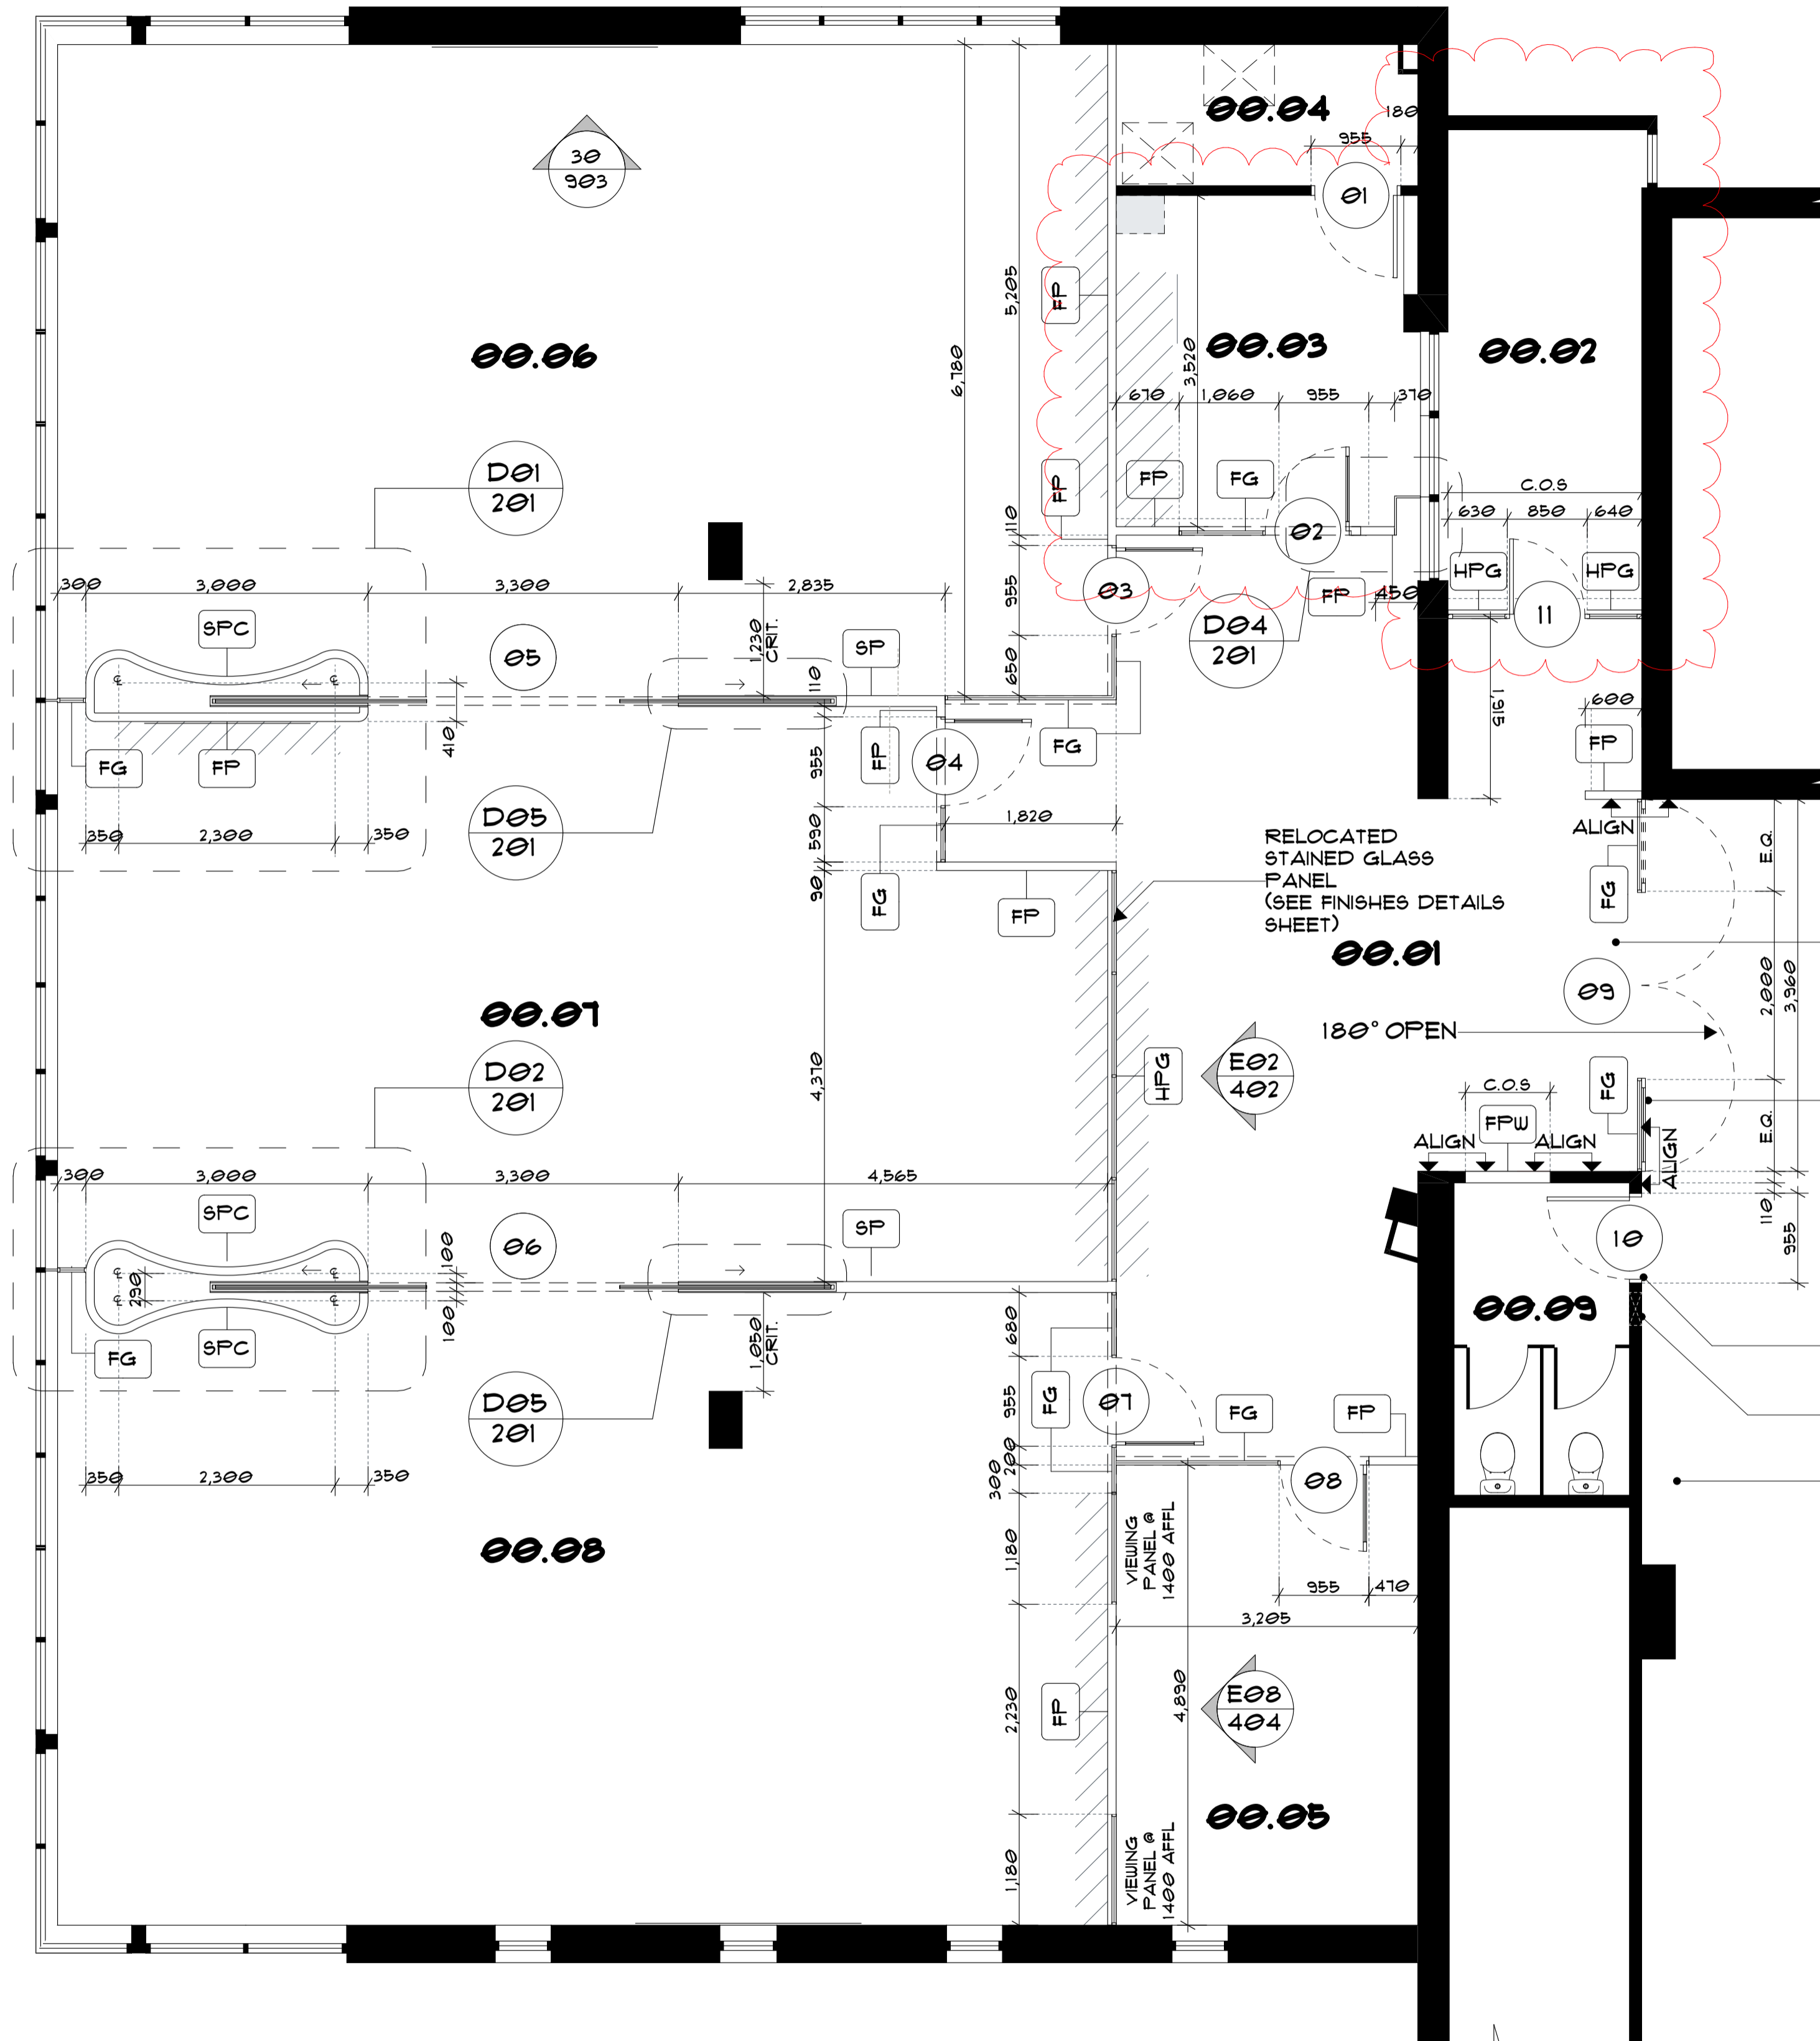 00.04
180
955
01
30
903
5,205
FP
00.06
6,780
00.03
3,520
00.02
670
1,060
955
370
D01
201
FP
FP
FG
C.O.S
630
850
640
110
02
HPG
HPG
300
3,000
3,300
2,835
955
03
FP
450
11
SPC
05
1,230
CRIT.
SP
D04
201
650
110
1,915
600
410
FG
FP
FP
04
FG
FP
955
D05
201
350
2,300
350
590
1,820
ALIGN
RELOCATED
STAINED GLASS
PANEL
(SEE FINISHES DETAILS
SHEET)
E.Q.
90
FG
FP
FG
00.01
00.07
09
2,000
3,960
180° OPEN
D02
201
4,370
HPG
E02
402
C.O.S
FG
FPW
ALIGN
ALIGN
ALIGN
E.Q.
300
3,000
3,300
4,565
110
955
SPC
06
SP
10
℄
℄
℄
℄
℄
℄
100
290
100
00.09
680
FG
SPC
1,050
CRIT.
D05
201
FG
955
07
FG
FP
350
2,300
350
200
300
08
00.08
VIEWING
PANEL @
1400 AFFL
1,180
955
470
3,205
4,890
2,230
FP
E08
404
00.05
VIEWING
PANEL @
1400 AFFL
1,180